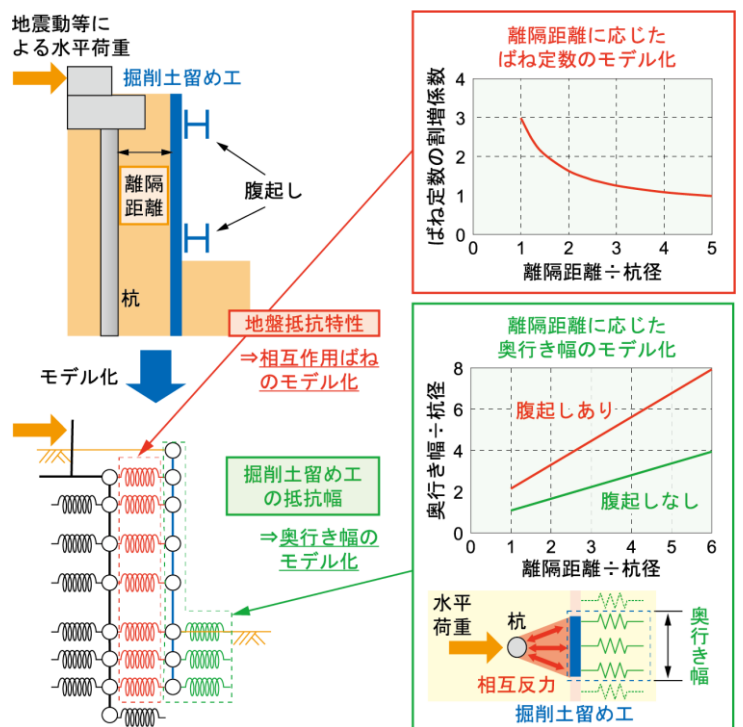 地震動等に
よる水平荷重
掘削土留め工
離隔
距離
腹起し
杭
モデル化
地盤抵抗特性
⇒相互作用ばね
のモデル化
掘削土留め工
の抵抗幅
⇒奥行き幅の
モデル化
離隔距離に応じた
ばね定数のモデル化
ばね定数の割増係数
4
3
2
1
0
0 1 2 3 4 5
離隔距離÷杭径
離隔距離に応じた
奥行き幅のモデル化
奥行き幅÷杭径
8
6
4
2
0
腹起しあり
腹起しなし
0 1 2 3 4 5 6
離隔距離÷杭径
水平
荷重
杭
相互反力
掘削土留め工
奥行き幅